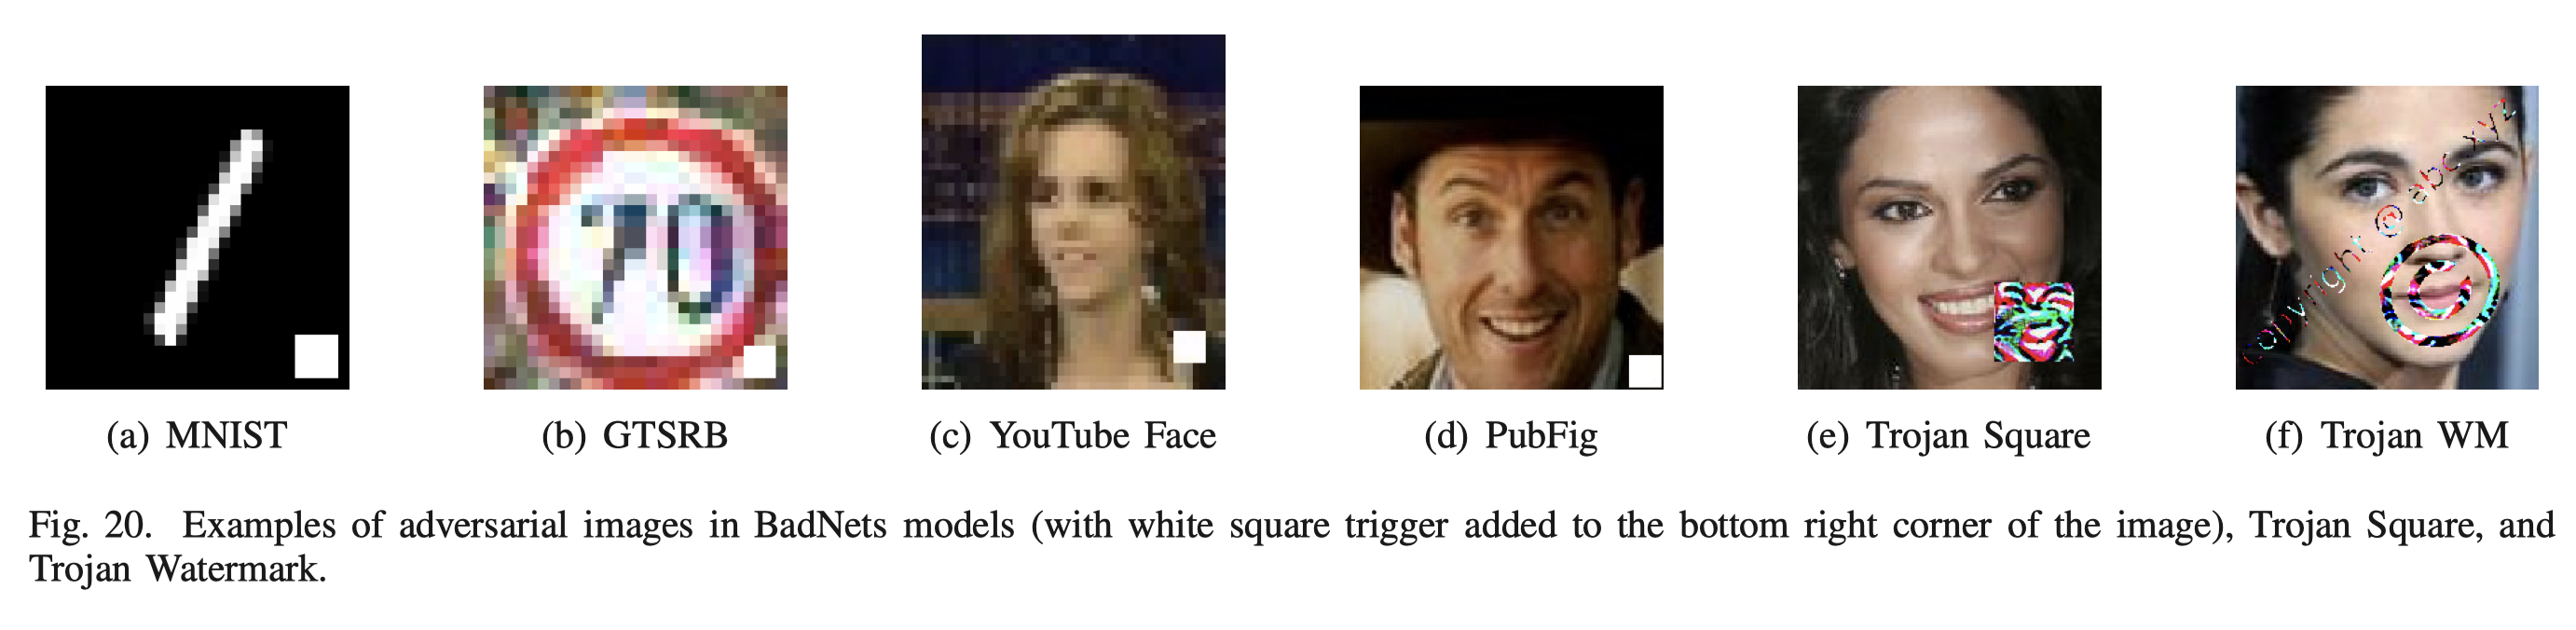 70
copyright © abc.xyz
©
(a) MNIST
(b) GTSRB
(c) YouTube Face
(d) PubFig
(e) Trojan Square
(f) Trojan WM
Fig. 20. Examples of adversarial images in BadNets models (with white square trigger added to the bottom right corner of the image), Trojan Square, and
Trojan Watermark.